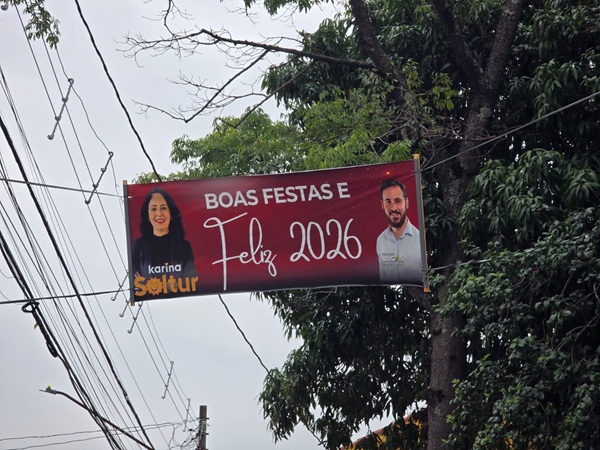 BOAS FESTAS E
Feliz 2026
karina
Soltur